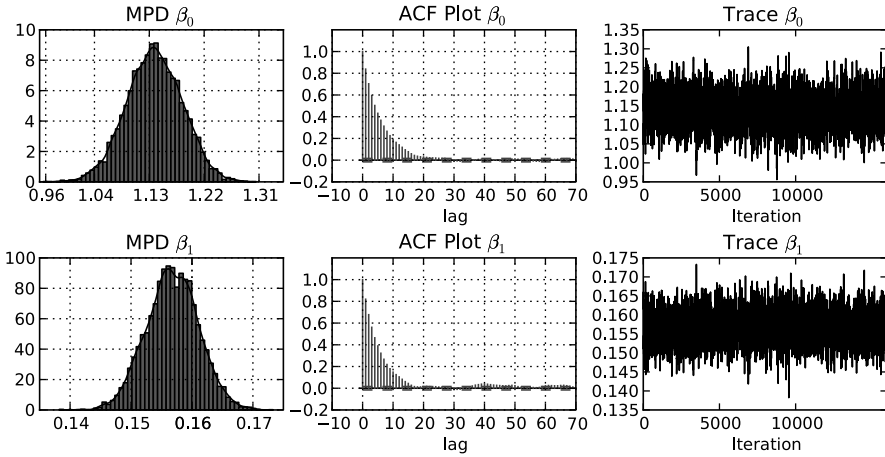 MPD β0
10
8
6
4
2
0
0.96 1.04 1.13 1.22 1.31
ACF Plot β0
1.0
0.8
0.6
0.4
0.2
0.0
−0.2
−10 0 10 20 30 40 50 60 70
lag
Trace β0
1.35
1.30
1.25
1.20
1.15
1.10
1.05
1.00
0.95
0 5000 10000
Iteration
MPD β1
100
80
60
40
20
0
0.14 0.15 0.16 0.17
ACF Plot β1
1.0
0.8
0.6
0.4
0.2
0.0
−0.2
−10 0 10 20 30 40 50 60 70
lag
Trace β1
0.175
0.170
0.165
0.160
0.155
0.150
0.145
0.140
0.135
0 5000 10000
Iteration